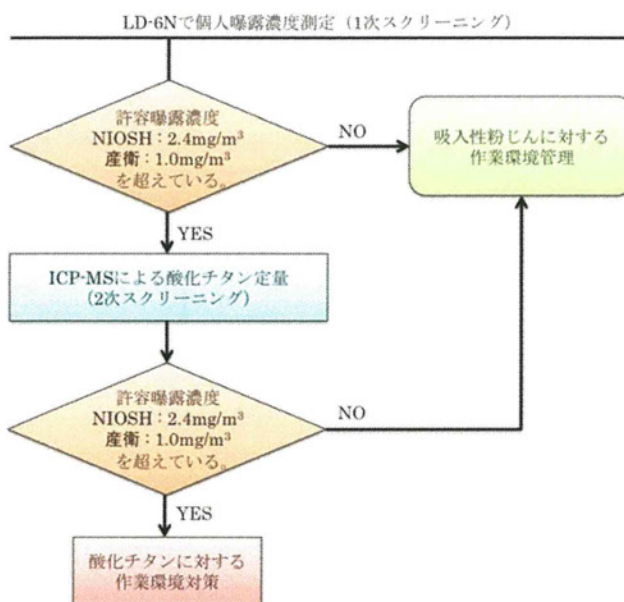 LD-6Nで個人曝露濃度測定（1次スクリーニング）
許容曝露濃度
NIOSH：2.4mg/m³
産衛：1.0mg/m³
を超えている。
NO
吸入性粉じんに対する
作業環境管理
YES
ICP-MSによる酸化チタン定量
（2次スクリーニング）
許容曝露濃度
NIOSH：2.4mg/m³
産衛：1.0mg/m³
を超えている。
NO
YES
酸化チタンに対する
作業環境対策